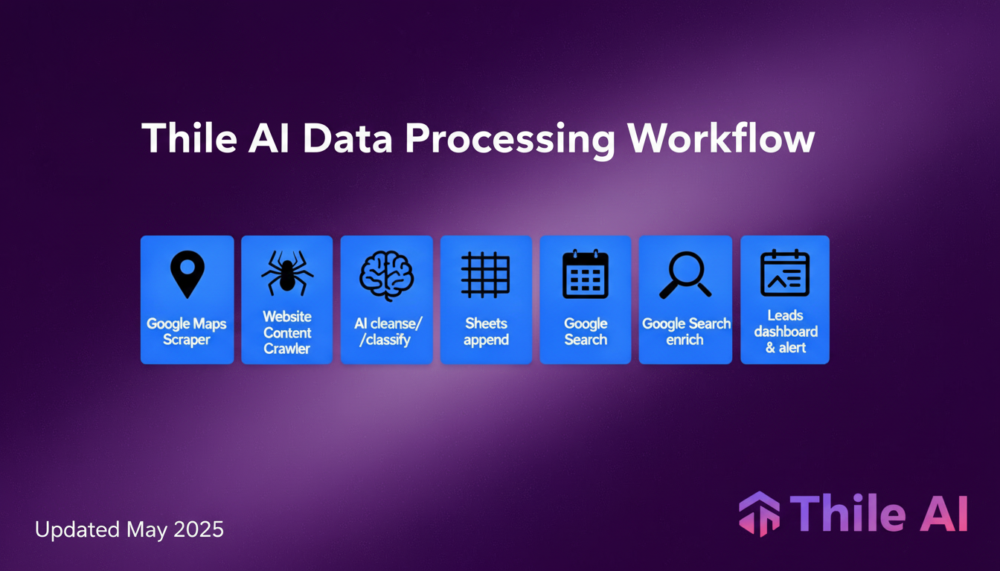 Thile AI Data Processing Workflow
Google Maps
Scraper
Website
Content
Crawler
AI cleanse/
/classify
Sheets
append
Google
Search
Google Search
enrich
Leads
dashboard
& alert
Updated May 2025
Thile AI